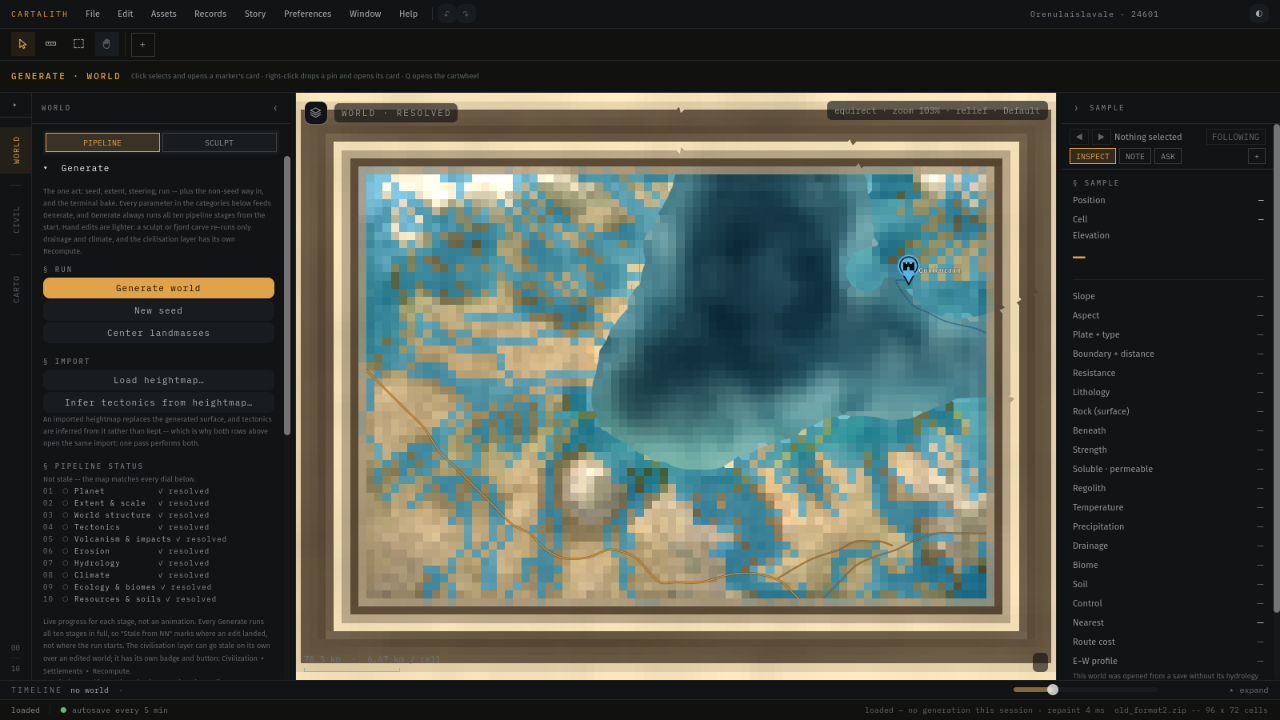 CARTALITH File Edit Assets Records Story Preferences Window Help Orenulaislavale · 24601
GENERATE · WORLD Click selects and opens a marker's card · right-click drops a pin and opens its card · Q opens the cartwheel
WORLD
PIPELINE SCULPT
Generate
The one act: seed, extent, steering, run — plus the non-seed way in,
and the terminal bake. Every parameter in the categories below feeds
Generate, and Generate always runs all ten pipeline stages from the
start. Hand edits are lighter: a sculpt or fjord carve re-runs only
drainage and climate, and the civilisation layer has its own
Recompute.
§ RUN
Generate world
New seed
Center landmasses
§ IMPORT
Load heightmap…
Infer tectonics from heightmap…
An imported heightmap replaces the generated surface, and tectonics
are inferred from it rather than kept — which is why both rows above
open the same import: one pass performs both.
§ PIPELINE STATUS
Not stale — the map matches every dial below.
01 ○ Planet √ resolved
02 ○ Extent & scale √ resolved
03 ○ World structure √ resolved
04 ○ Tectonics √ resolved
05 ○ Volcanism & impacts √ resolved
06 ○ Erosion √ resolved
07 ○ Hydrology √ resolved
08 ○ Climate √ resolved
09 ○ Ecology & biomes √ resolved
10 ○ Resources & soils √ resolved
Live progress for each stage, not an animation. Every Generate runs
all ten stages in full, so "Stale from NN" marks where an edit landed,
not where the run starts. The civilisation layer can go stale on its own
over an edited world; it has its own badge and button: Civilization ▸
Settlements ▸ Recompute.
WORLD
CIVIL
CARTO
00
10
WORLD · RESOLVED
equirect · zoom 103% · relief · Default
SAMPLE
Nothing selected FOLLOWING
INSPECT NOTE ASK +
§ SAMPLE
Position —
Cell —
Elevation
—
Slope —
Aspect —
Plate + type —
Boundary + distance —
Resistance —
Lithology —
Rock (surface) —
Beneath —
Strength —
Soluble · permeable —
Regolith —
Temperature —
Precipitation —
Drainage —
Biome —
Soil —
Control —
Nearest —
Route cost —
E–W profile —
This world was opened from a save without its hydrology
TIMELINE no world · ▸ expand
loaded autosave every 5 min loaded — no generation this session · repaint 4 ms old_format2.zip -- 96 x 72 cells